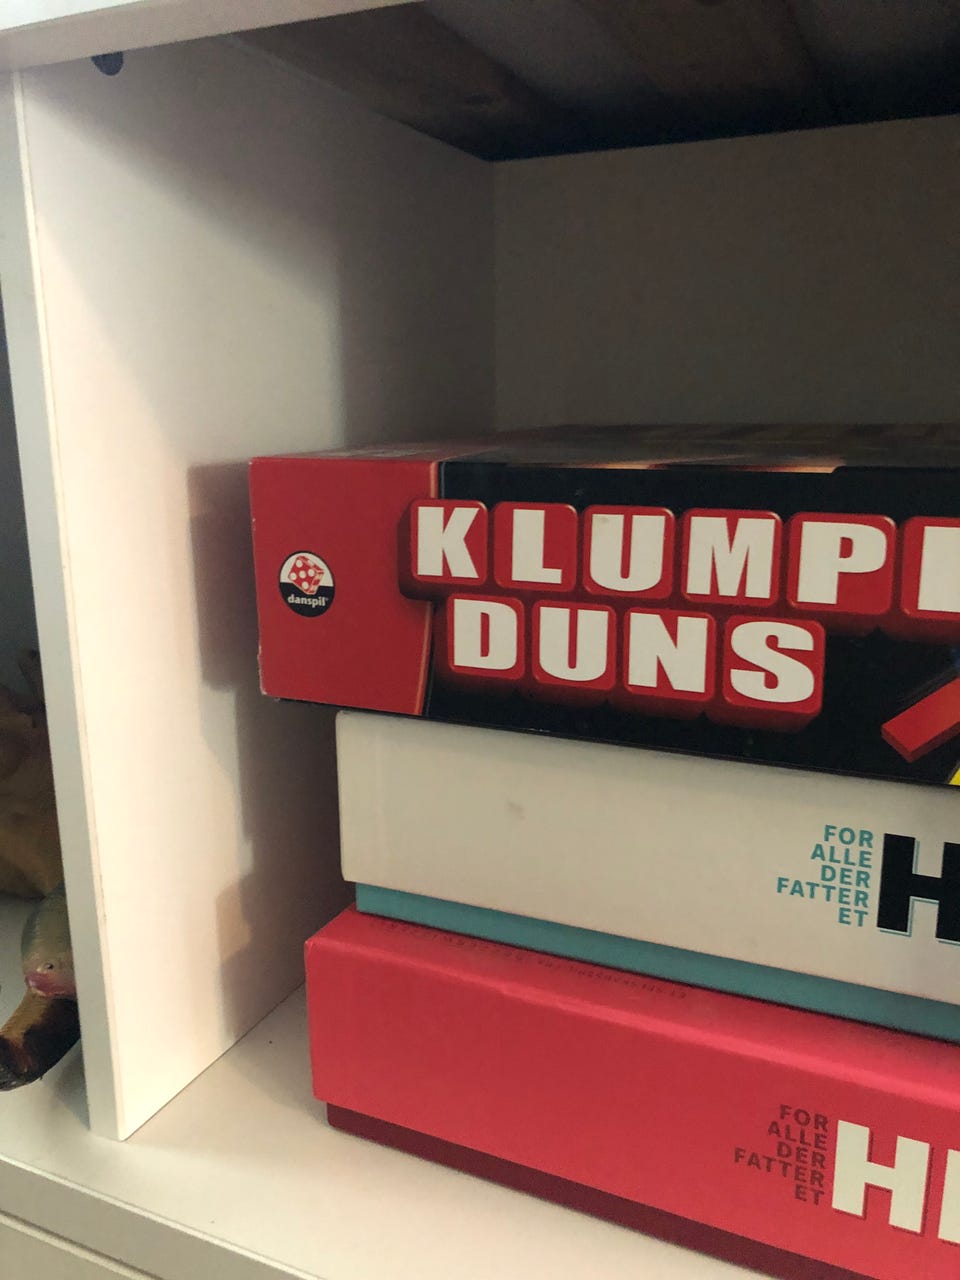 KLUMP
DUNS
danspil®
FOR
ALLE
DER
FATTER
ET
H
FOR
ALLE
DER
FATTER
ET
H